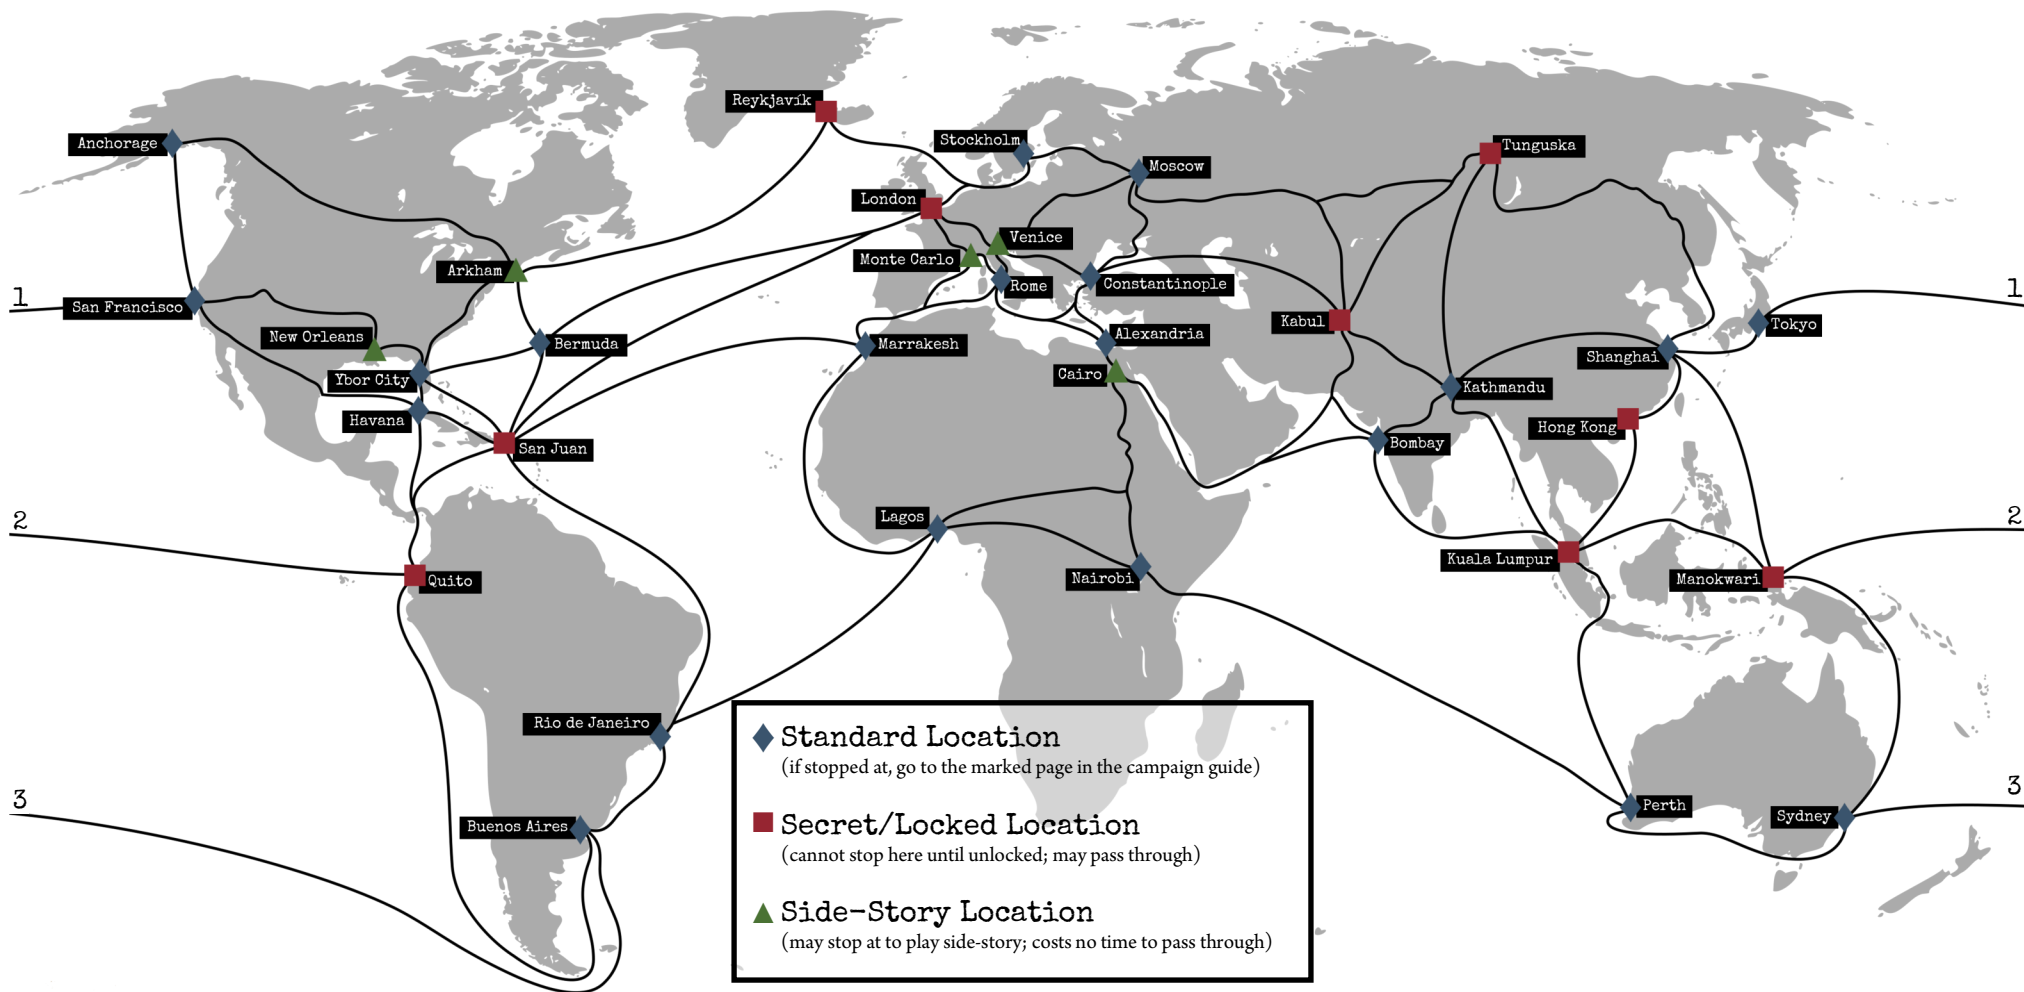 Reykjavík
Anchorage
Stockholm
Tunguska
Moscow
London
Venice
Monte Carlo
Arkham
Rome
Constantinople
1
1
San Francisco
Kabul
Tokyo
New Orleans
Bermuda
Marrakesh
Alexandria
Shanghai
Ybor City
Cairo
Kathmandu
Havana
Hong Kong
San Juan
Bombay
2
2
Lagos
Kuala Lumpur
Quito
Nairobi
Manokwari
Rio de Janeiro
3
3
Perth
Sydney
Buenos Aires
Standard Location
(if stopped at, go to the marked page in the campaign guide)
Secret/Locked Location
(cannot stop here until unlocked; may pass through)
Side-Story Location
(may stop at to play side-story; costs no time to pass through)